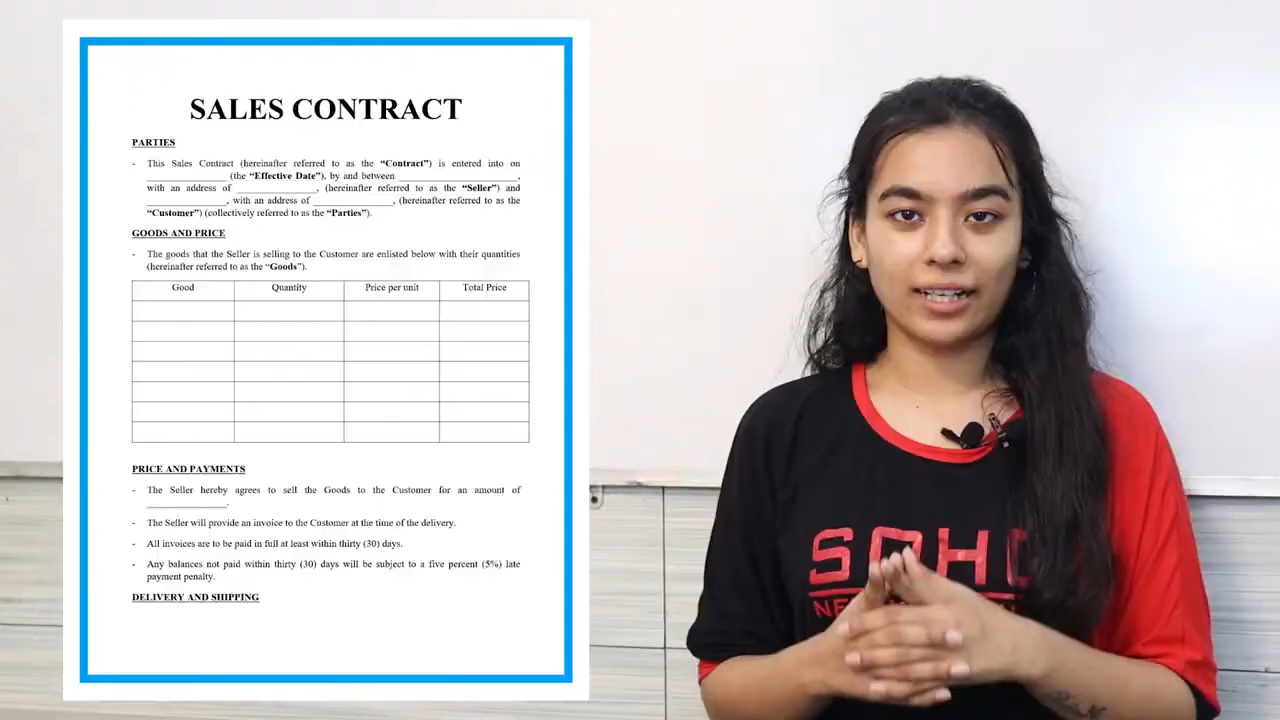 SALES CONTRACT
PARTIES
- This Sales Contract (hereinafter referred to as the “Contract”) is entered into on
________________ (the “Effective Date”), by and between ________________________,
with an address of ________________, (hereinafter referred to as the “Seller”) and
________________, with an address of ________________, (hereinafter referred to as the
“Customer”) (collectively referred to as the “Parties”).
GOODS AND PRICE
- The goods that the Seller is selling to the Customer are enlisted below with their quantities
(hereinafter referred to as the “Goods”).
Good Quantity Price per unit Total Price
PRICE AND PAYMENTS
- The Seller hereby agrees to sell the Goods to the Customer for an amount of
________________.
- The Seller will provide an invoice to the Customer at the time of the delivery.
- All invoices are to be paid in full at least within thirty (30) days.
- Any balances not paid within thirty (30) days will be subject to a five percent (5%) late
payment penalty.
DELIVERY AND SHIPPING
SOHO
NE